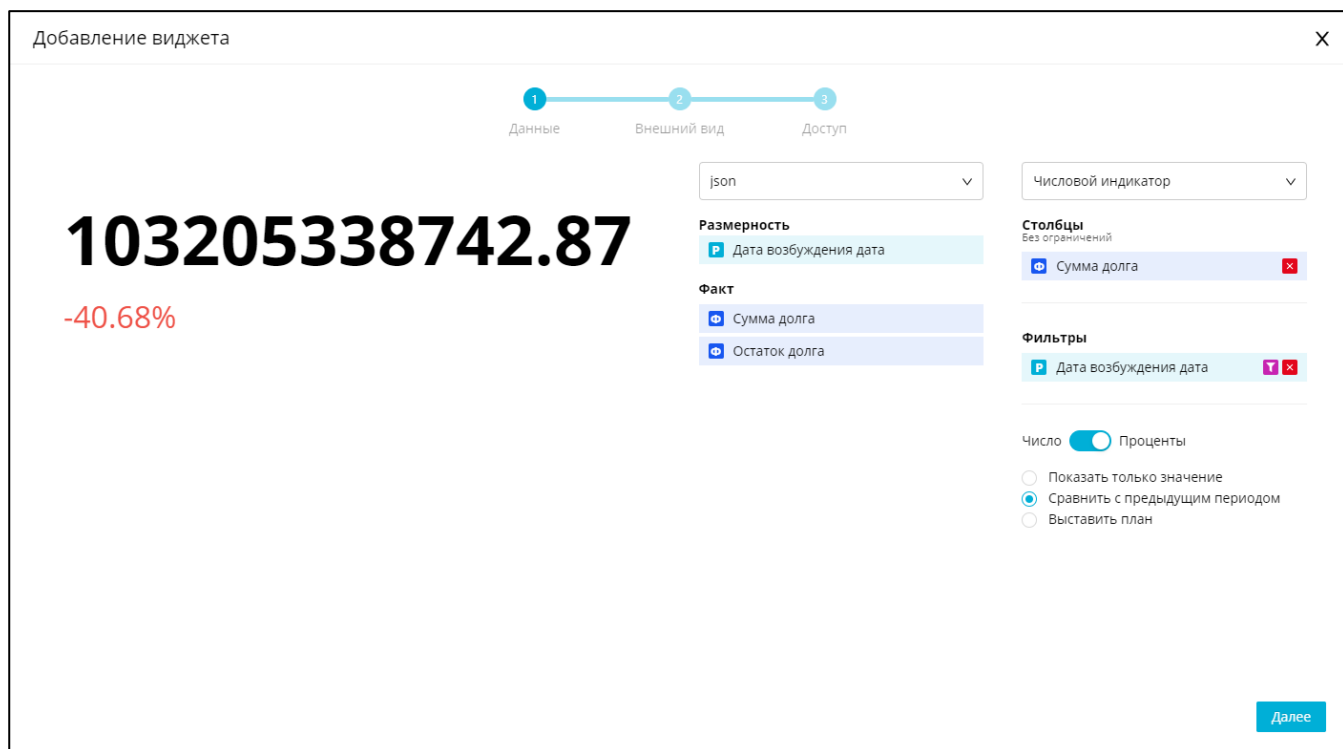 Добавление виджета
X
1
2
3
Данные
Внешний вид
Доступ
103205338742.87
-40.68%
json
Размерность
Р Дата возбуждения дата
Факт
Ф Сумма долга
Ф Остаток долга
Числовой индикатор
Столбцы
Без ограничений
Ф Сумма долга
Фильтры
Р Дата возбуждения дата
Число Проценты
Показать только значение
Сравнить с предыдущим периодом
Выставить план
Далее